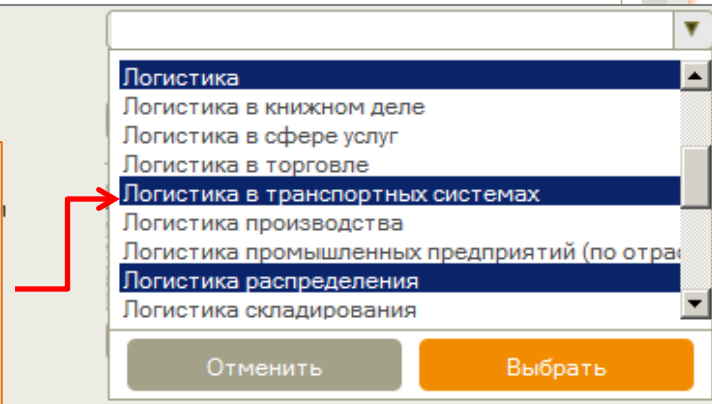 Логистика
Логистика в книжном деле
Логистика в сфере услуг
Логистика в торговле
Логистика в транспортных системах
Логистика производства
Логистика промышленных предприятий (по отрас
Логистика распределения
Логистика складирования
Отменить
Выбрать